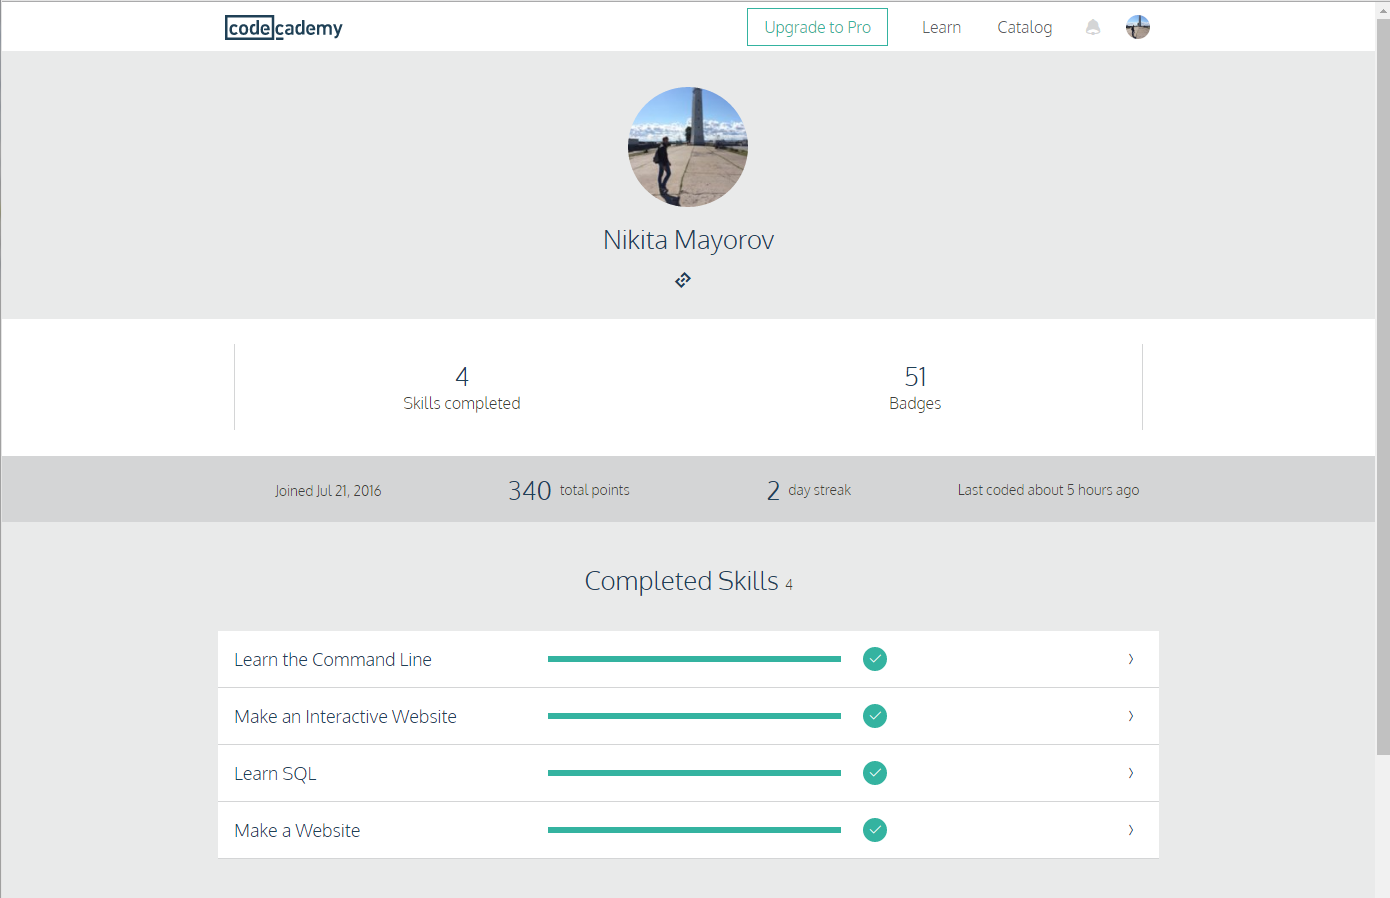 codecademy
Upgrade to Pro
Learn
Catalog
Nikita Mayorov
4
Skills completed
51
Badges
Joined Jul 21, 2016
340 total points
2 day streak
Last coded about 5 hours ago
Completed Skills 4
Learn the Command Line
Make an Interactive Website
Learn SQL
Make a Website